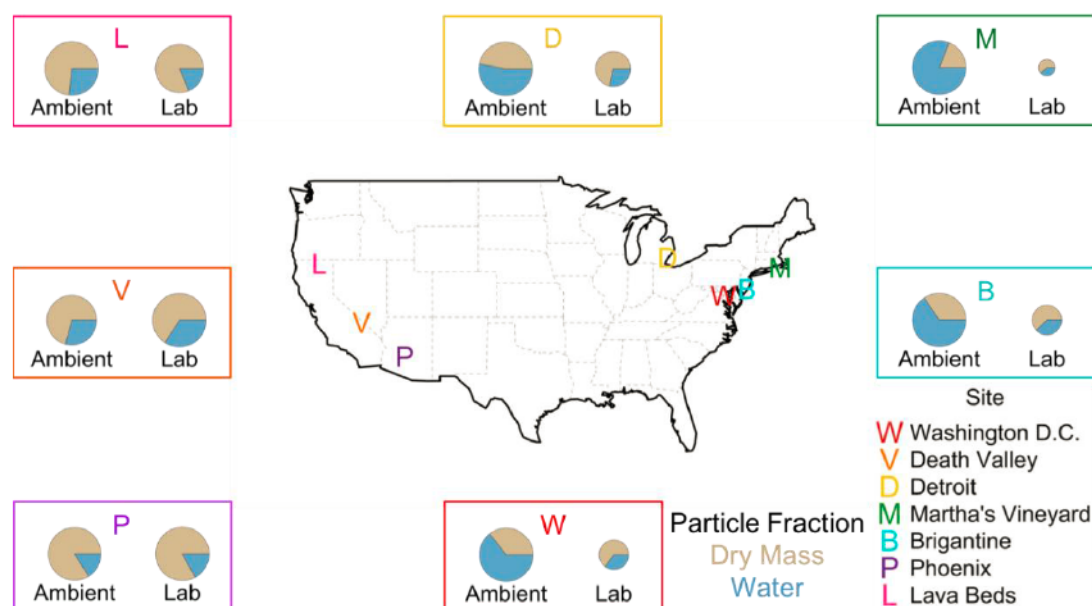 L
Ambient Lab
D
Ambient Lab
M
Ambient Lab
L
D
M
W
B
V
P
V
Ambient Lab
B
Ambient Lab
Site
W Washington D.C.
V Death Valley
D Detroit
M Martha's Vineyard
B Brigantine
P Phoenix
L Lava Beds
P
Ambient Lab
W
Ambient Lab
Particle Fraction
Dry Mass
Water